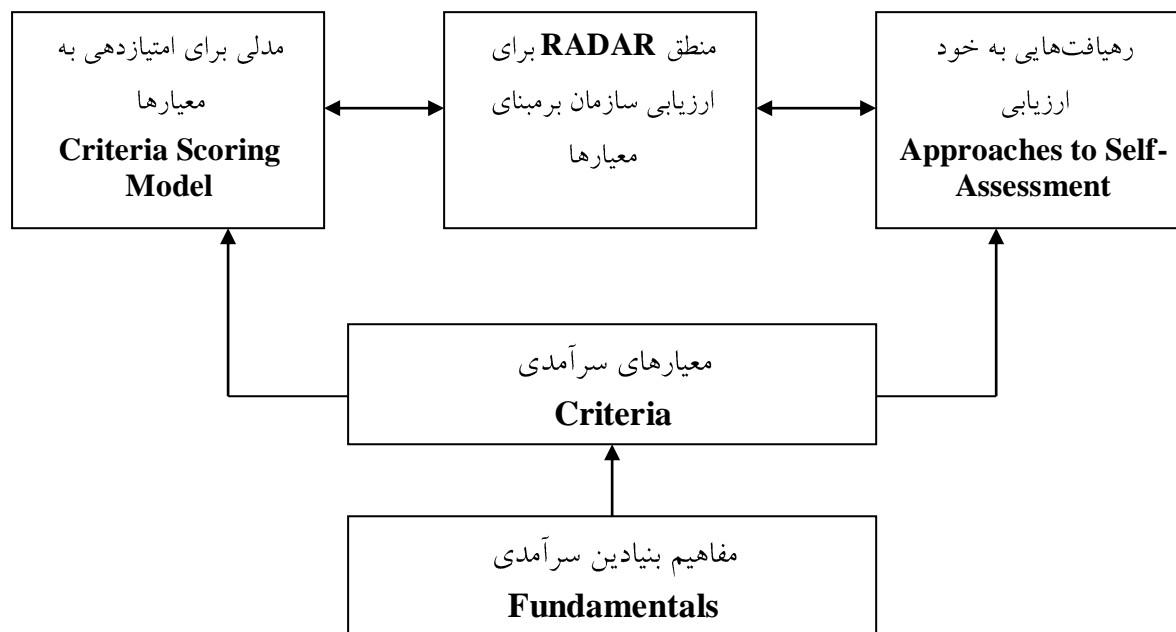 مدلی برای امتیازدهی به
معیارها
Criteria Scoring
Model
منطق RADAR برای
ارزیابی سازمان برمبنای
معیارها
رهیافت‌هایی به خود
ارزیابی
Approaches to Self-
Assessment
معیارهای سرآمدی
Criteria
مفاهیم بنیادین سرآمدی
Fundamentals